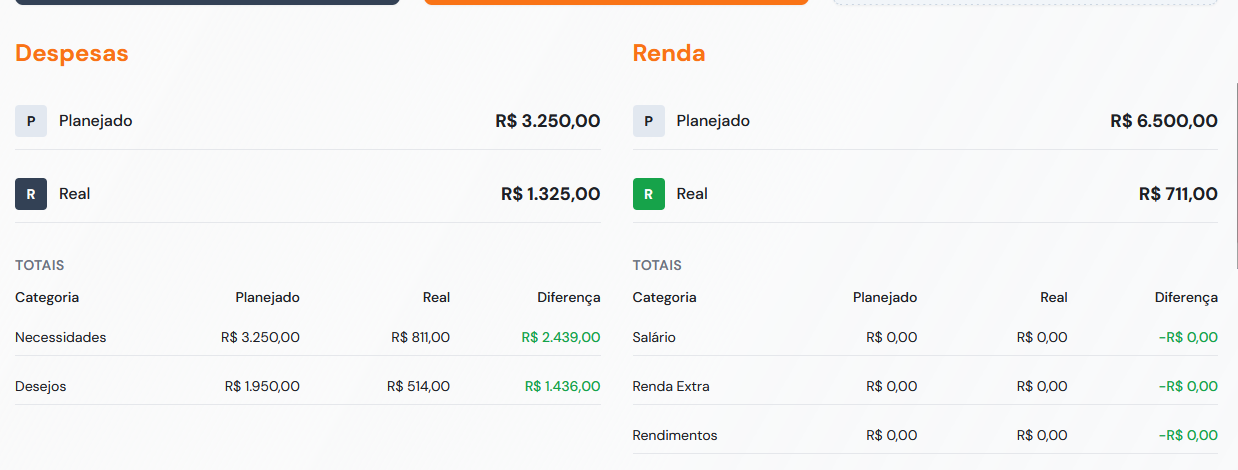 Despesas
P Planejado R$ 3.250,00
R Real R$ 1.325,00
TOTAIS
Categoria Planejado Real Diferença
Necessidades R$ 3.250,00 R$ 811,00 R$ 2.439,00
Desejos R$ 1.950,00 R$ 514,00 R$ 1.436,00
Renda
P Planejado R$ 6.500,00
R Real R$ 711,00
TOTAIS
Categoria Planejado Real Diferença
Salário R$ 0,00 R$ 0,00 -R$ 0,00
Renda Extra R$ 0,00 R$ 0,00 -R$ 0,00
Rendimentos R$ 0,00 R$ 0,00 -R$ 0,00